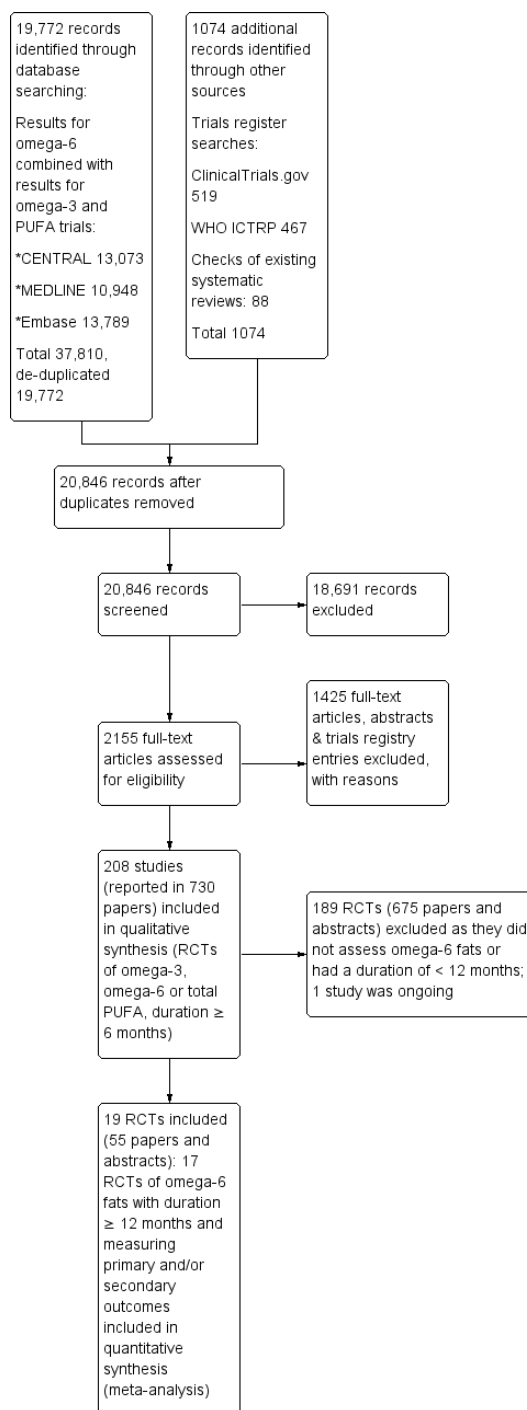 19,772 records
identified through
database
searching:
Results for
omega-6
combined with
results for
omega-3 and
PUFA trials:
*CENTRAL 13,073
*MEDLINE 10,948
*Embase 13,789
Total 37,810,
de-duplicated
19,772
1074 additional
records identified
through other
sources
Trials register
searches:
ClinicalTrials.gov
519
WHO ICTRP 467
Checks of existing
systematic
reviews: 88
Total 1074
20,846 records after
duplicates removed
20,846 records
screened
18,691 records
excluded
2155 full-text
articles assessed
for eligibility
1425 full-text
articles, abstracts
& trials registry
entries excluded,
with reasons
208 studies
(reported in 730
papers) included
in qualitative
synthesis (RCTs
of omega-3,
omega-6 or total
PUFA, duration ≥
6 months)
189 RCTs (675 papers and
abstracts) excluded as they did
not assess omega-6 fats or
had a duration of < 12 months;
1 study was ongoing
19 RCTs included
(55 papers and
abstracts): 17
RCTs of omega-6
fats with duration
≥ 12 months and
measuring
primary and/or
secondary
outcomes
included in
quantitative
synthesis
(meta-analysis)